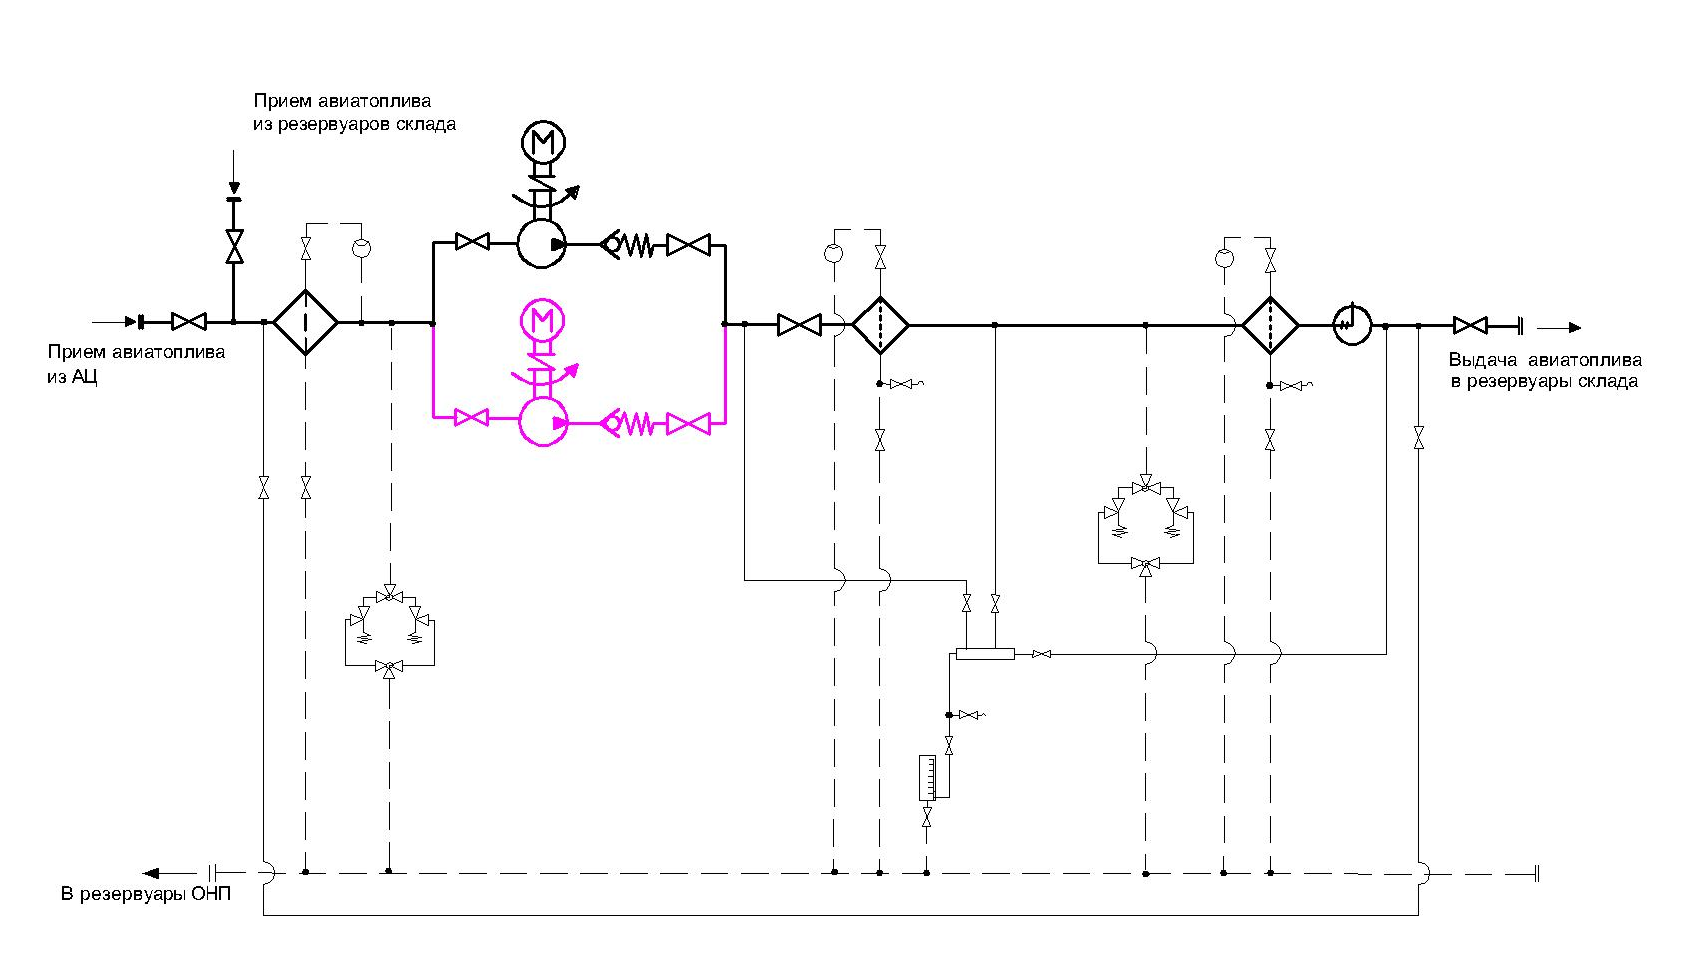 Прием авиатоплива
из резервуаров склада
М
М
Прием авиатоплива
из АЦ
Выдача авиатоплива
в резервуары склада
В резервуары ОНП